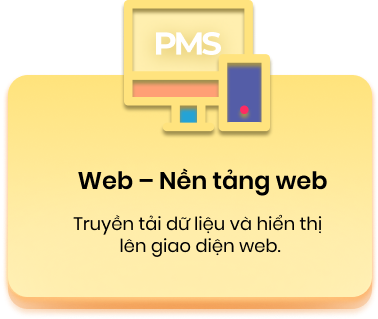 PMS
Web – Nền tảng web
Truyền tải dữ liệu và hiển thị
lên giao diện web.